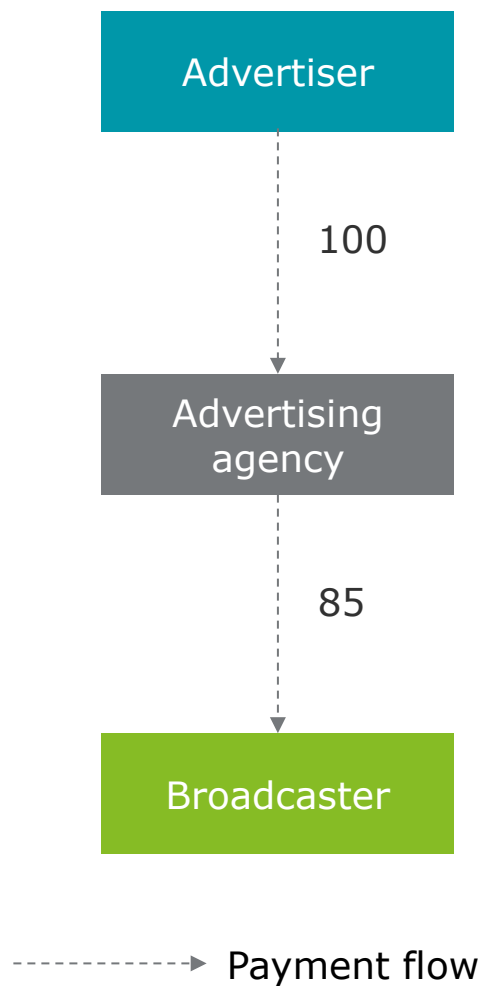 Advertiser
100
Advertising
agency
85
Broadcaster
Payment flow